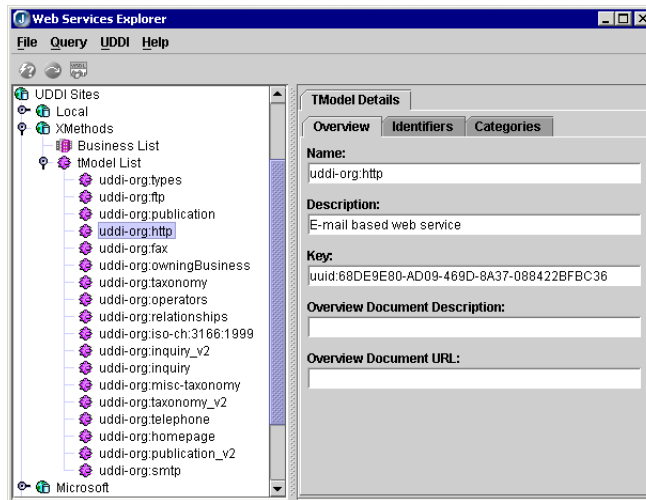 Web Services Explorer
File Query UDDI Help
UDDI Sites
Local
XMethods
Business List
tModel List
uddi-org:types
uddi-org:ftp
uddi-org:publication
uddi-org:http
uddi-org:fax
uddi-org:owningBusiness
uddi-org:taxonomy
uddi-org:operators
uddi-org:relationships
uddi-org:iso-ch:3166:1999
uddi-org:inquiry_v2
uddi-org:inquiry
uddi-org:misc-taxonomy
uddi-org:taxonomy_v2
uddi-org:telephone
uddi-org:homepage
uddi-org:publication_v2
uddi-org:smtp
Microsoft
TModel Details
Overview Identifiers Categories
Name:
uddi-org:http
Description:
E-mail based web service
Key:
uuid:68DE9E80-AD09-469D-8A37-088422BFBC36
Overview Document Description:
Overview Document URL: